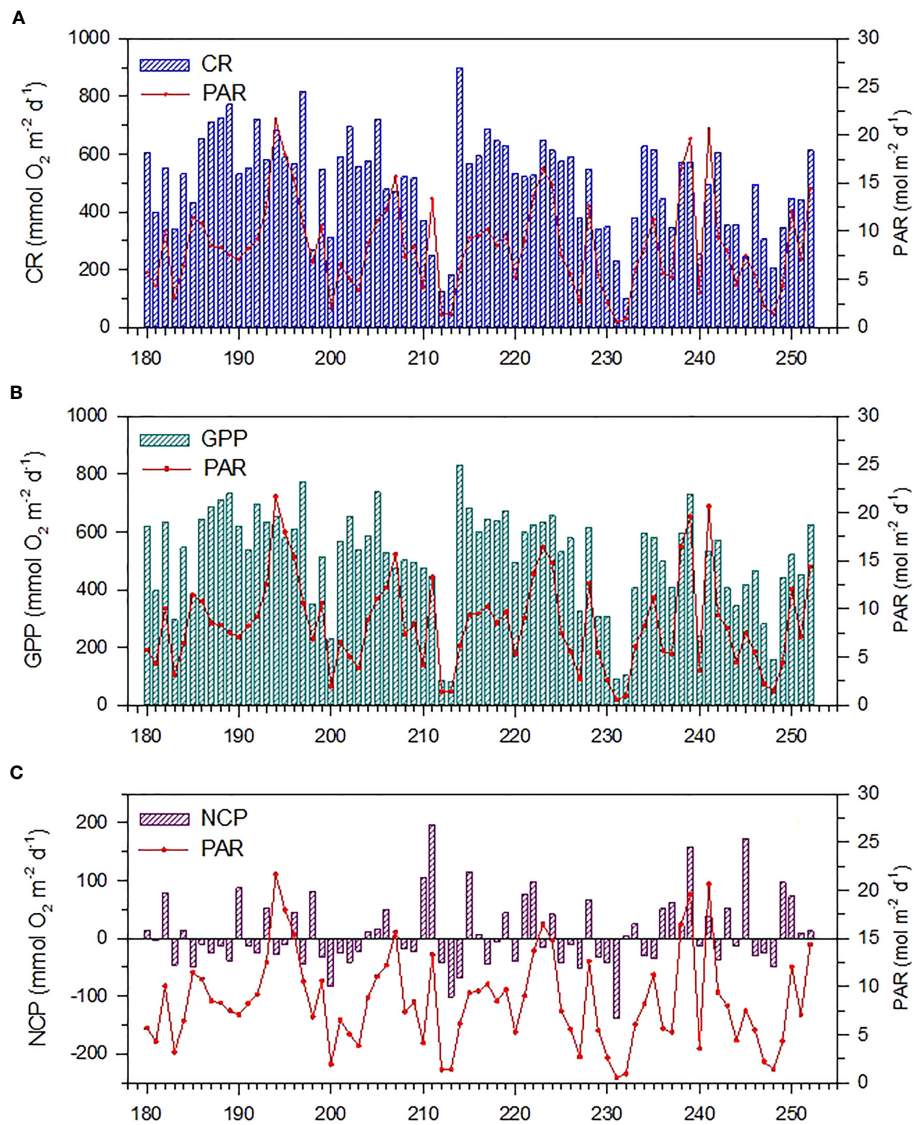 A
1000
800
600
400
200
0
CR (mmol O₂ m⁻² d⁻¹)
CR
PAR
30
25
20
15
10
5
0
PAR (mol m⁻² d⁻¹)
180 190 200 210 220 230 240 250
B
1000
800
600
400
200
0
GPP (mmol O₂ m⁻² d⁻¹)
GPP
PAR
30
25
20
15
10
5
0
PAR (mol m⁻² d⁻¹)
180 190 200 210 220 230 240 250
C
200
100
0
-100
-200
NCP (mmol O₂ m⁻² d⁻¹)
NCP
PAR
30
25
20
15
10
5
0
PAR (mol m⁻² d⁻¹)
180 190 200 210 220 230 240 250